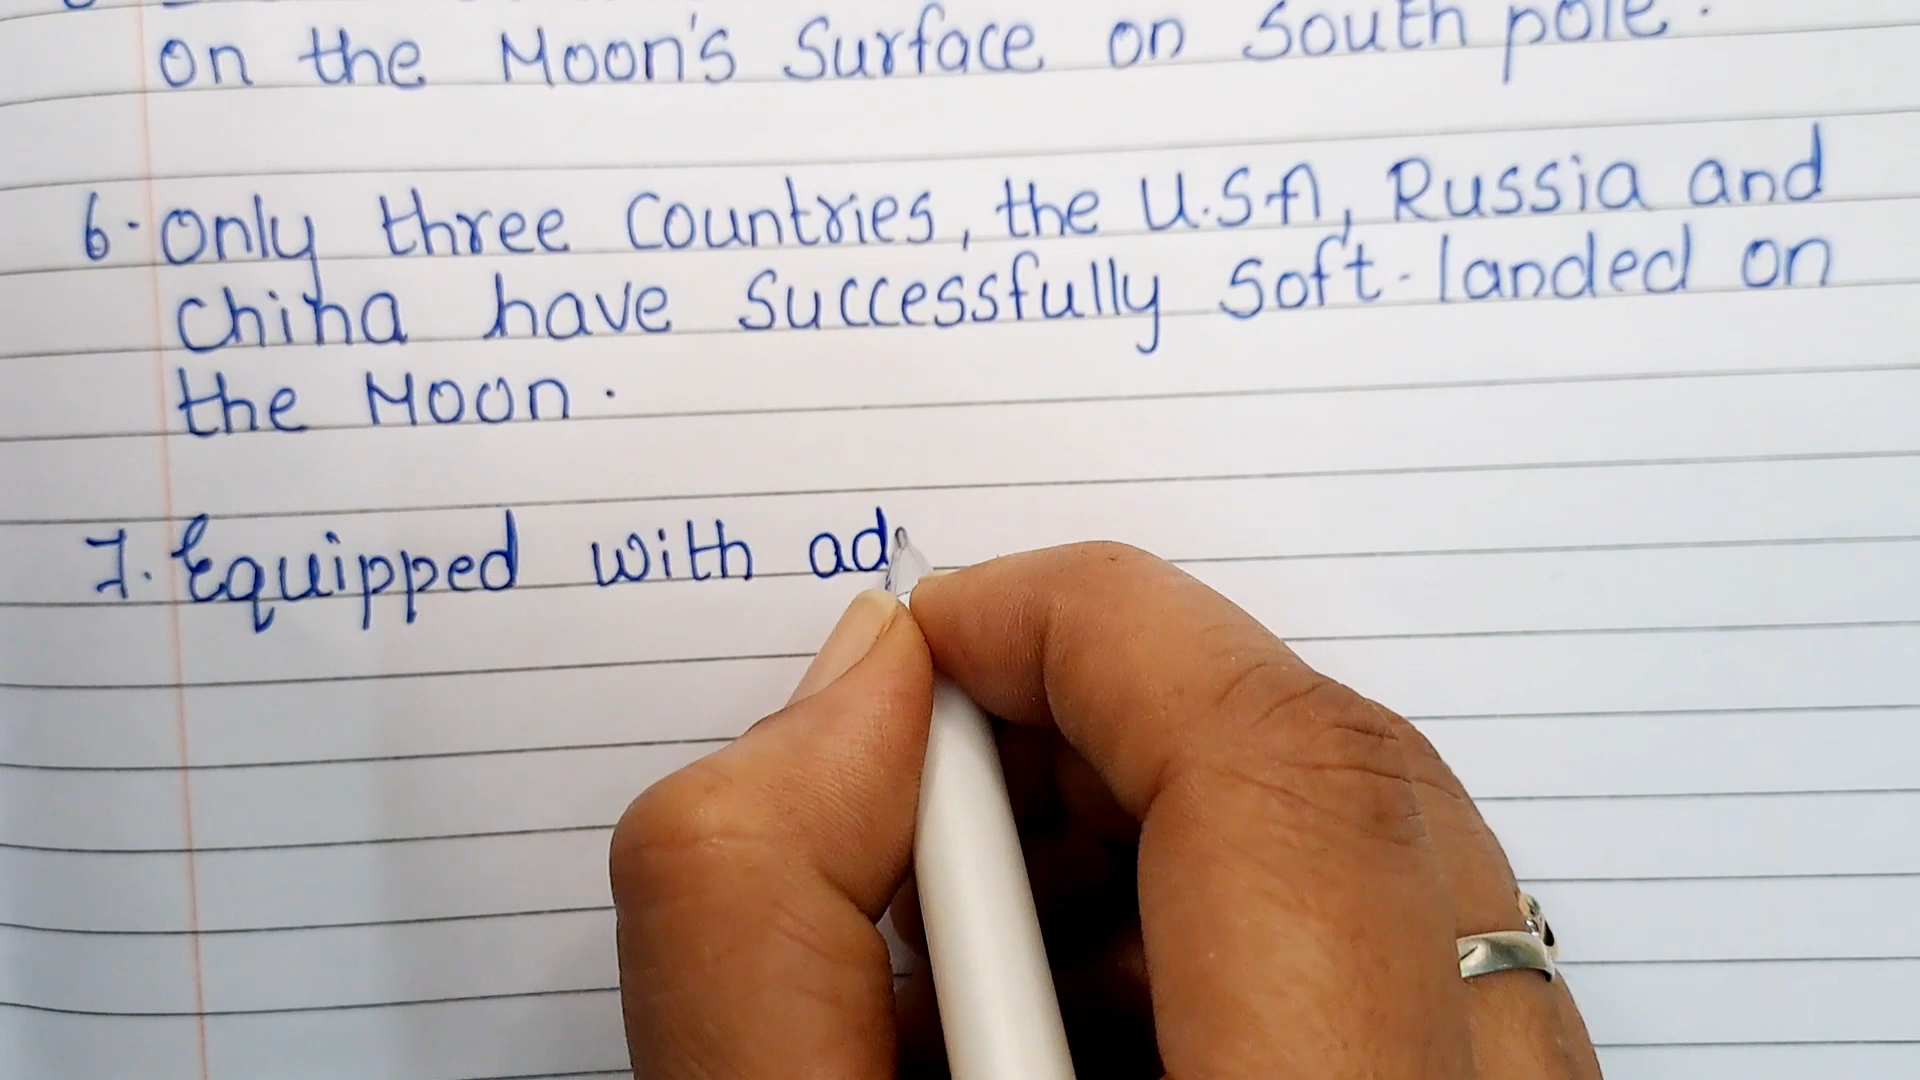 on the Moon's Surface on South pole.
6. Only three Countries, the U.S.A, Russia and
China have Successfully Soft-landed on
the Moon.
7. Equipped with